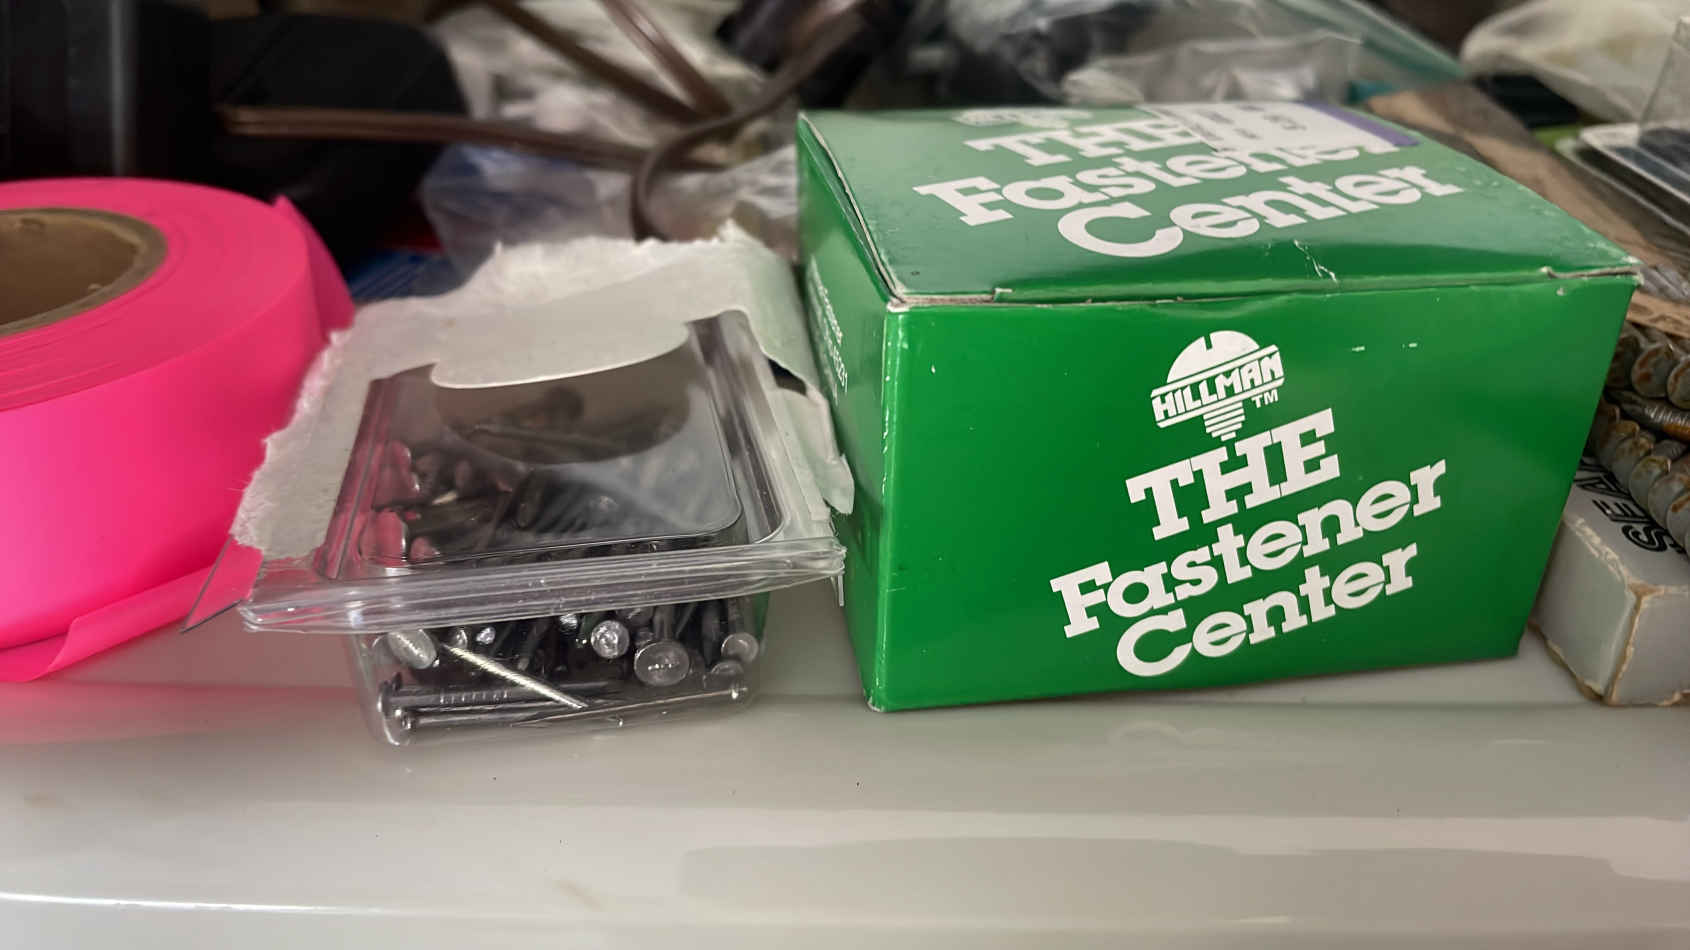 THE
Fastener
Center
HILLMAN
TM
THE
Fastener
Center